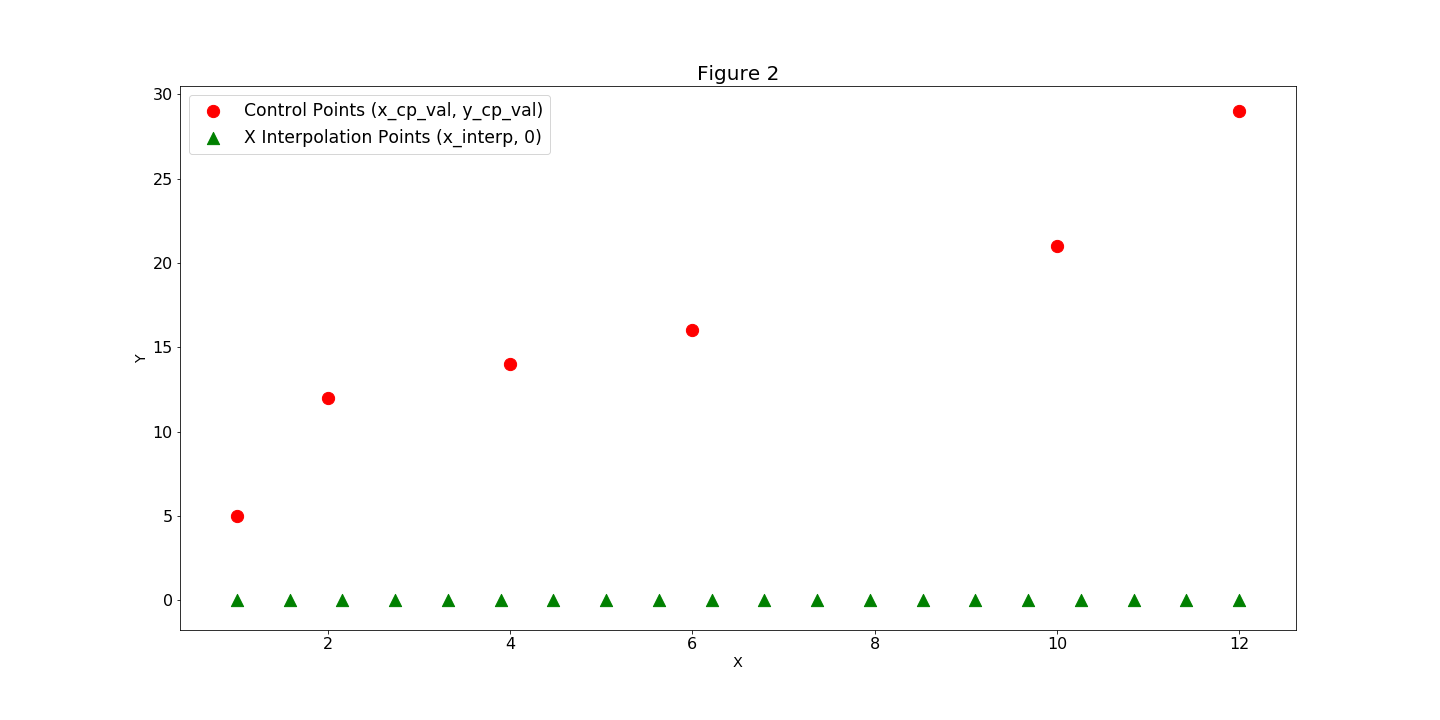 Figure 2
Control Points (x_cp_val, y_cp_val)
X Interpolation Points (x_interp, 0)
30
25
20
15
10
5
0
Y
2 4 6 8 10 12
X